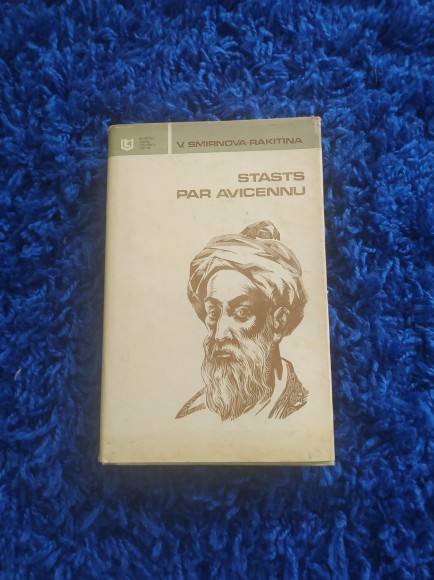 V. SMIRNOVA-RAKITINA
STASTS
PAR AVICENNU